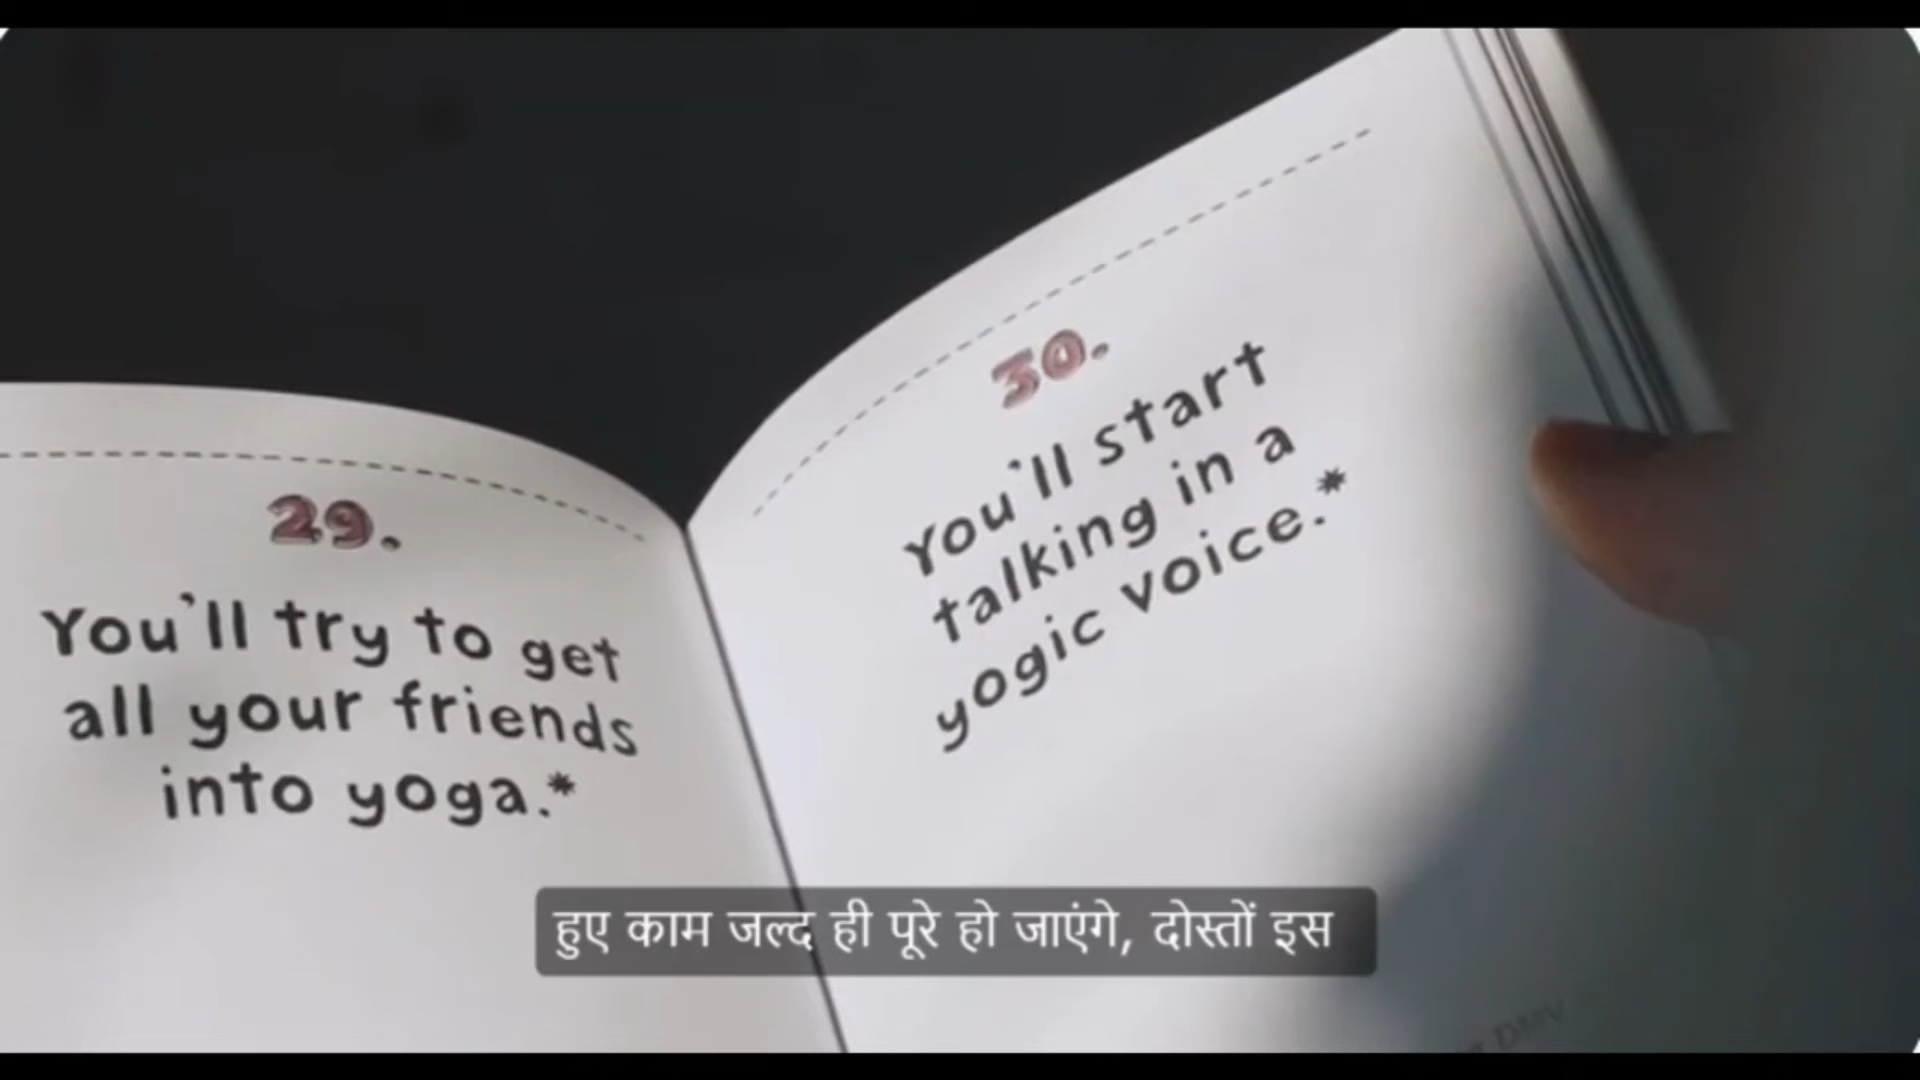 29.
You'll try to get
all your friends
into yoga.*
30.
You'll start
talking in a
yogic voice.*
हुए काम जल्द ही पूरे हो जाएंगे, दोस्तों इस
DMV